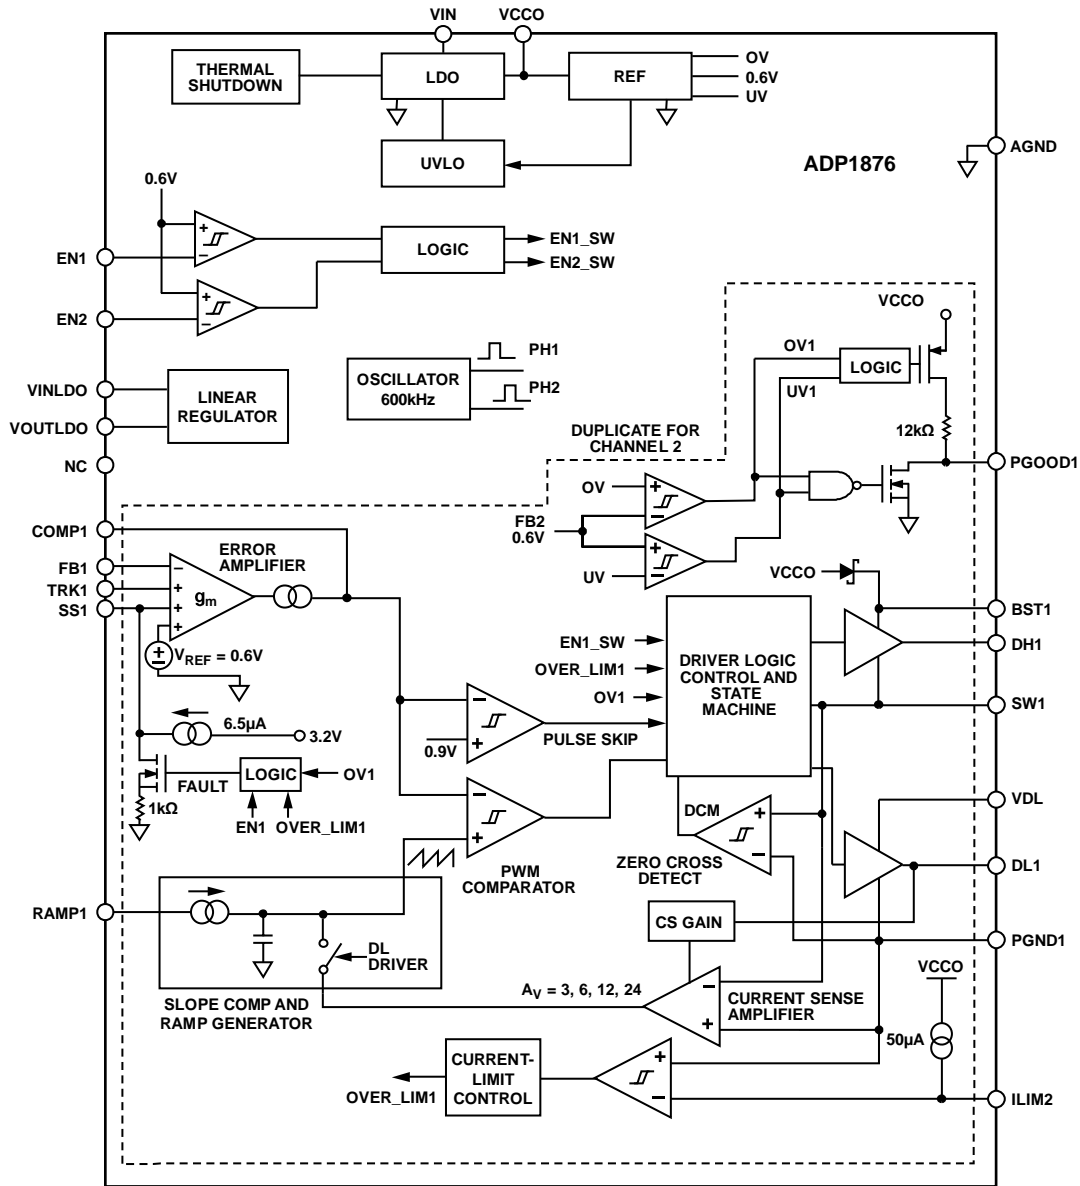 VIN
VCCO
THERMAL
SHUTDOWN
LDO
REF
OV
0.6V
UV
UVLO
ADP1876
AGND
0.6V
+
−
EN1
LOGIC
EN1_SW
EN2_SW
+
−
EN2
VCCO
OV1
LOGIC
UV1
OSCILLATOR
600kHz
PH1
PH2
VINLDO
LINEAR
REGULATOR
VOUTLDO
12kΩ
DUPLICATE FOR
CHANNEL 2
NC
PGOOD1
OV
+
−
FB2
0.6V
+
−
UV
COMP1
ERROR
AMPLIFIER
FB1
−
TRK1
+
gm
SS1
+
+
VCCO
BST1
+
−
VREF = 0.6V
EN1_SW
OVER_LIM1
OV1
DRIVER LOGIC
CONTROL AND
STATE
MACHINE
DH1
SW1
6.5µA
3.2V
−
0.9V
+
PULSE SKIP
FAULT
LOGIC
OV1
1kΩ
EN1
OVER_LIM1
−
+
PWM
COMPARATOR
DCM
+
−
ZERO CROSS
DETECT
VDL
DL1
RAMP1
DL
DRIVER
CS GAIN
PGND1
SLOPE COMP AND
RAMP GENERATOR
AV = 3, 6, 12, 24
−
+
CURRENT SENSE
AMPLIFIER
VCCO
50µA
CURRENT-
LIMIT
CONTROL
OVER_LIM1
+
−
ILIM2